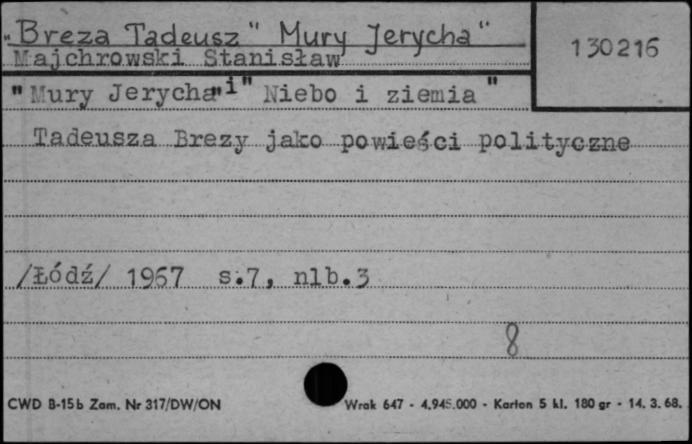 „Breza Tadeusz" Mury Jerycha"
130216
Majchrowski Stanisław
"Mury Jerycha"i" Niebo i ziemia"
Tadeusza Brezy jako powieści polityczne
/Łódź/ 1967 s.7, nlb.3
8
CWD B-15b Zam. Nr 317/DW/ON
Wrak 647 - 4.945.000 - Karton 5 kl. 180 gr - 14. 3. 68.